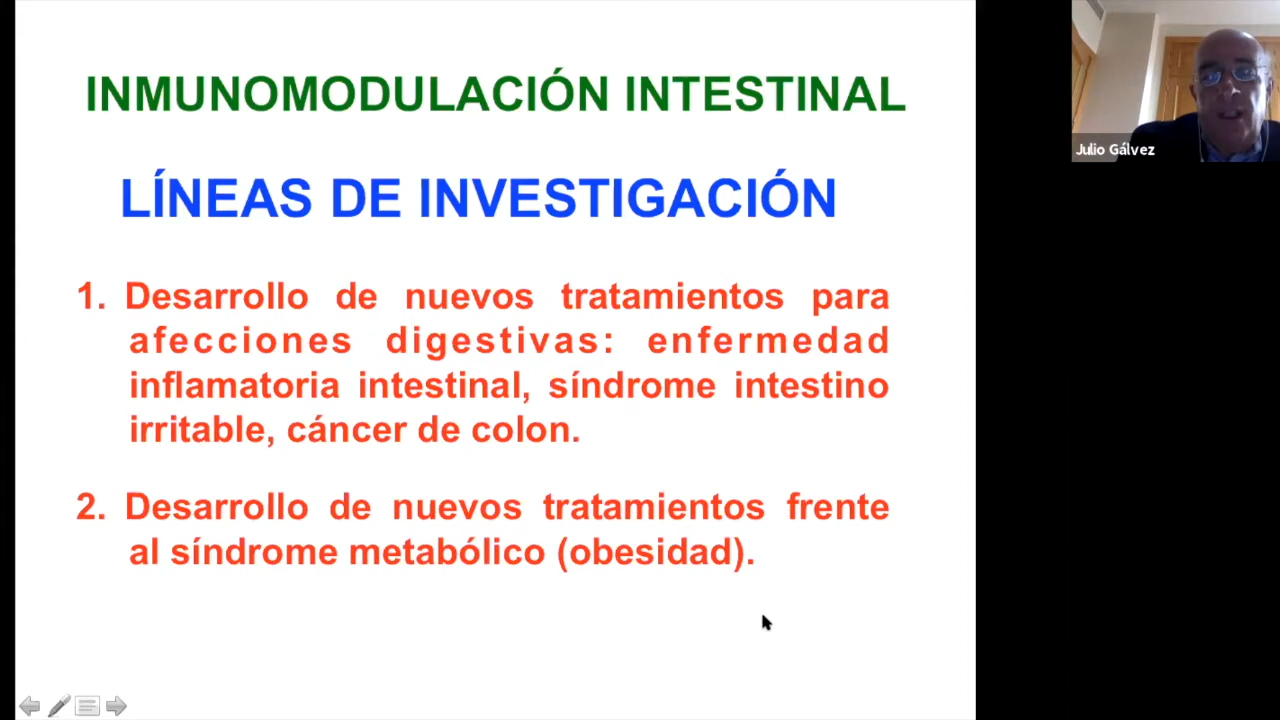 INMUNOMODULACIÓN INTESTINAL
LÍNEAS DE INVESTIGACIÓN
1. Desarrollo de nuevos tratamientos para
afecciones digestivas: enfermedad
inflamatoria intestinal, síndrome intestino
irritable, cáncer de colon.
2. Desarrollo de nuevos tratamientos frente
al síndrome metabólico (obesidad).
Julio Gálvez